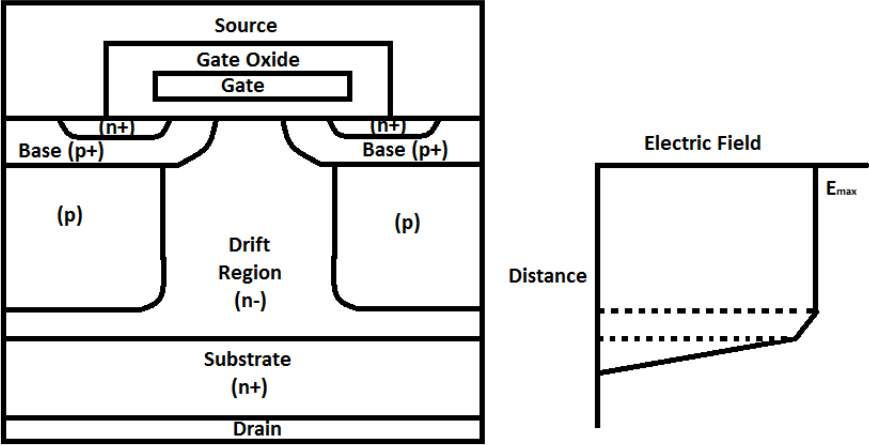 Source
Gate Oxide
Gate
(n+)
(n+)
Base (p+)
Base (p+)
(p)
(p)
Drift
Region
(n-)
Substrate
(n+)
Drain
Electric Field
Emax
Distance